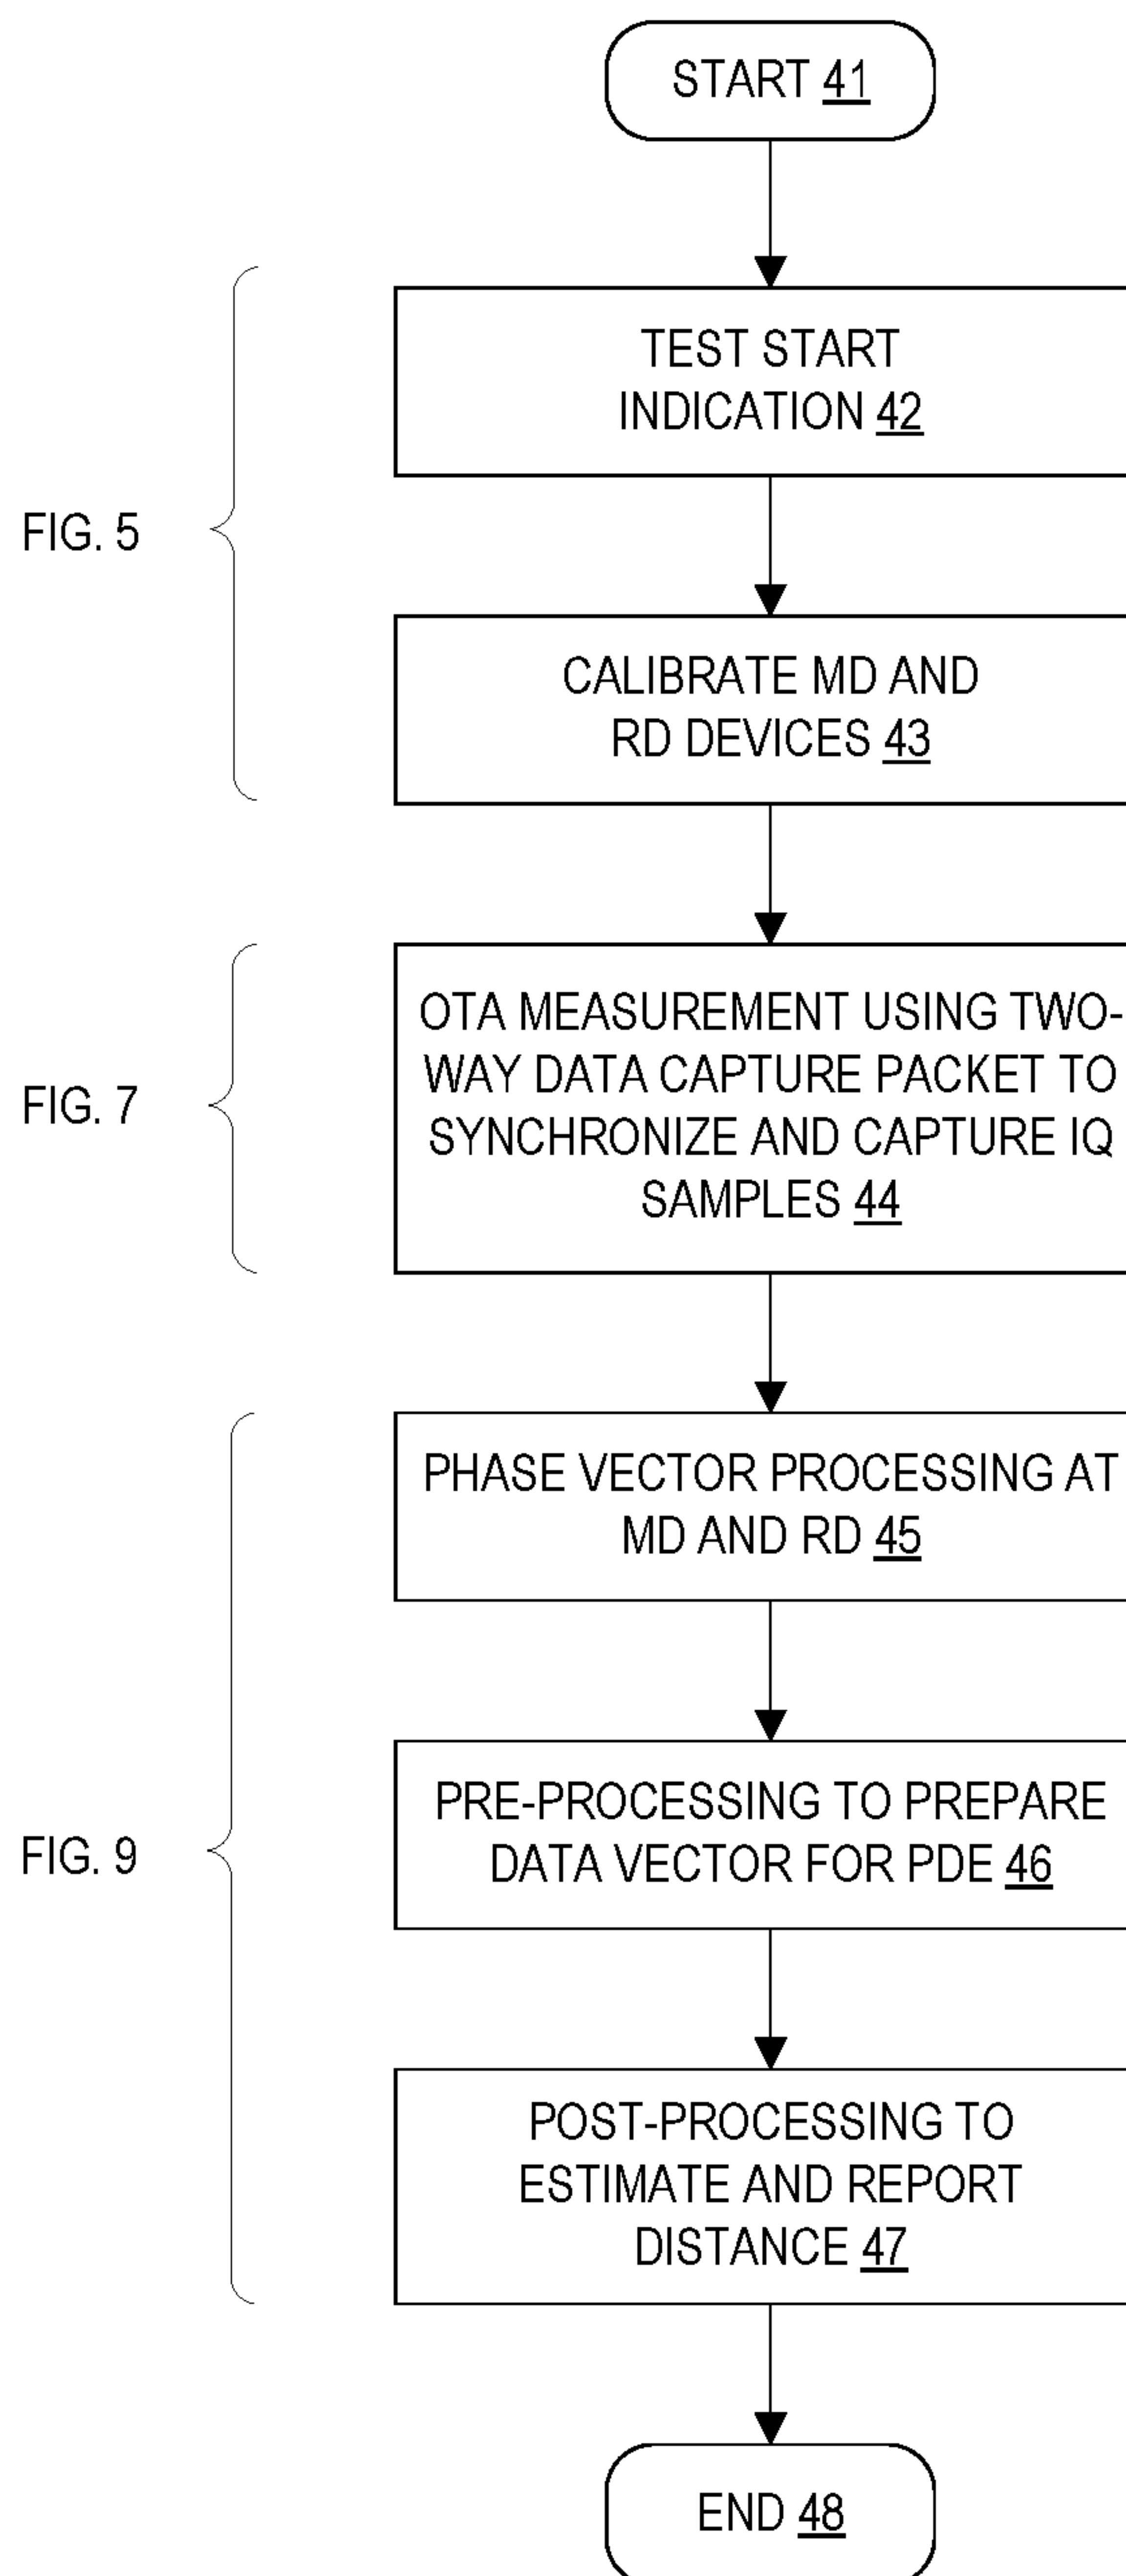 START 41
TEST START
INDICATION 42
FIG. 5
CALIBRATE MD AND
RD DEVICES 43
OTA MEASUREMENT USING TWO-
WAY DATA CAPTURE PACKET TO
SYNCHRONIZE AND CAPTURE IQ
SAMPLES 44
FIG. 7
PHASE VECTOR PROCESSING AT
MD AND RD 45
PRE-PROCESSING TO PREPARE
DATA VECTOR FOR PDE 46
FIG. 9
POST-PROCESSING TO
ESTIMATE AND REPORT
DISTANCE 47
END 48